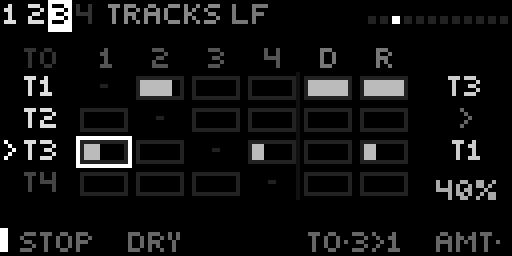 1 2 3 4 TRACKS LF
TO 1 2 3 4 D R
T1 - T3
T2 - >
>T3 - T1
T4 - 40%
STOP DRY TO·3>1 AMT·